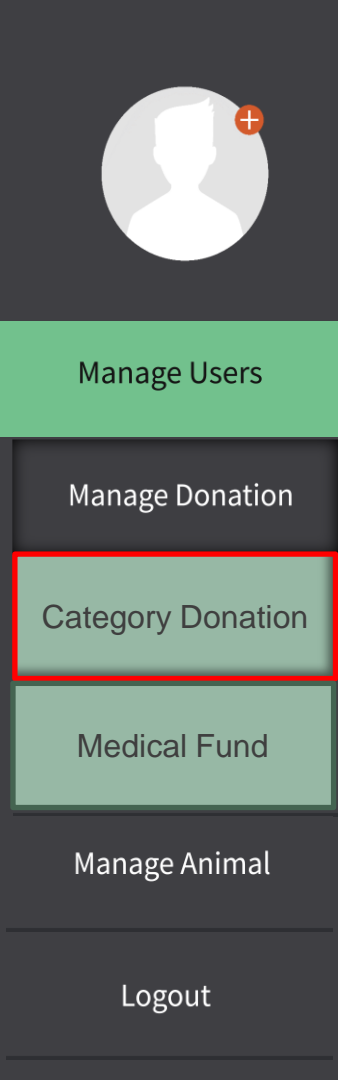 Manage Users
Manage Donation
Category Donation
Medical Fund
Manage Animal
Logout